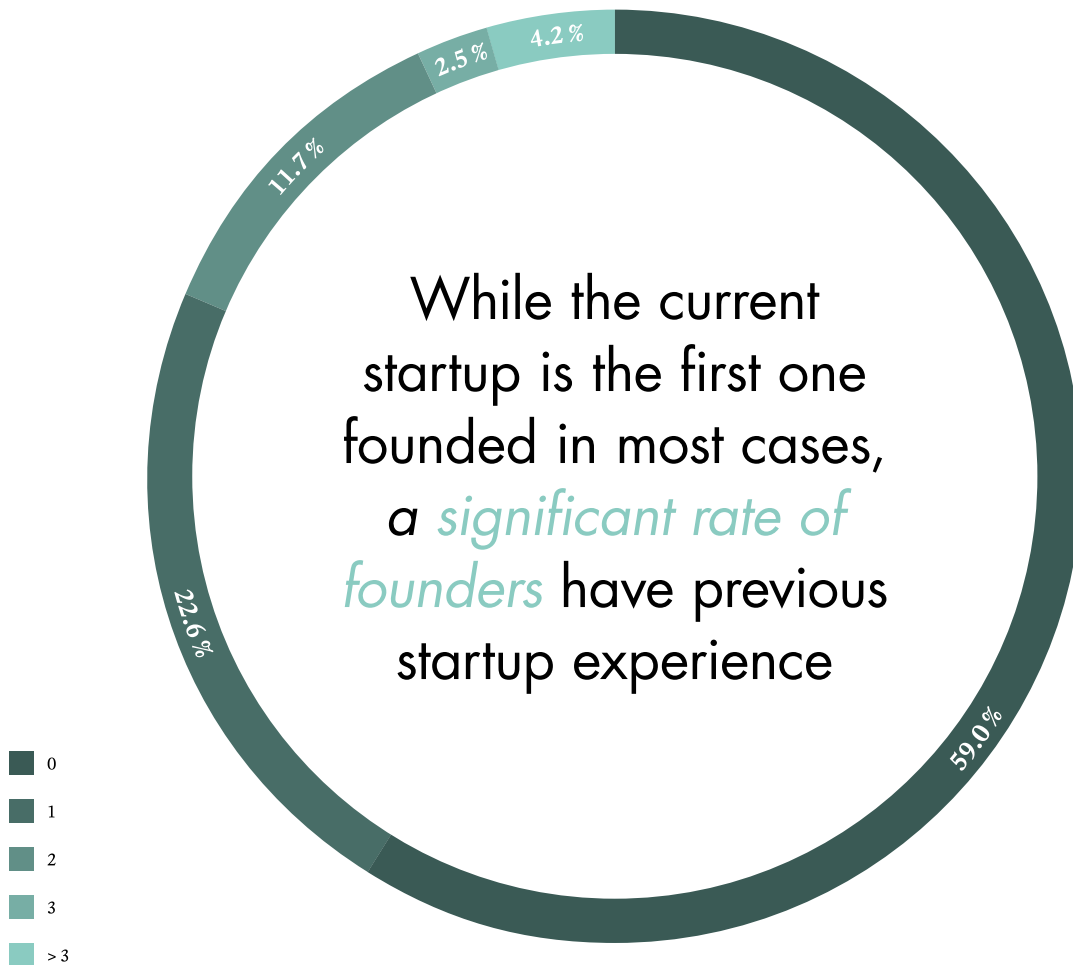 4.2 %
2.5 %
11.7 %
While the current
startup is the first one
founded in most cases,
a significant rate of
founders have previous
startup experience
22.6 %
59.0 %
0
1
2
3
> 3